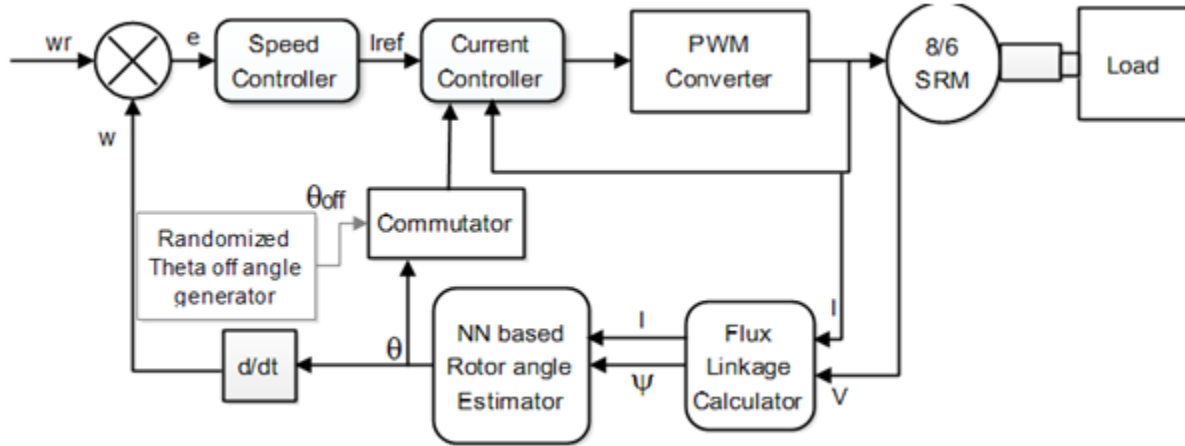 wr
e
Speed
Controller
Iref
Current
Controller
PWM
Converter
8/6
SRM
Load
w
θoff
Commutator
Randomized
Theta off angle
generator
d/dt
θ
NN based
Rotor angle
Estimator
I
ψ
Flux
Linkage
Calculator
I
V